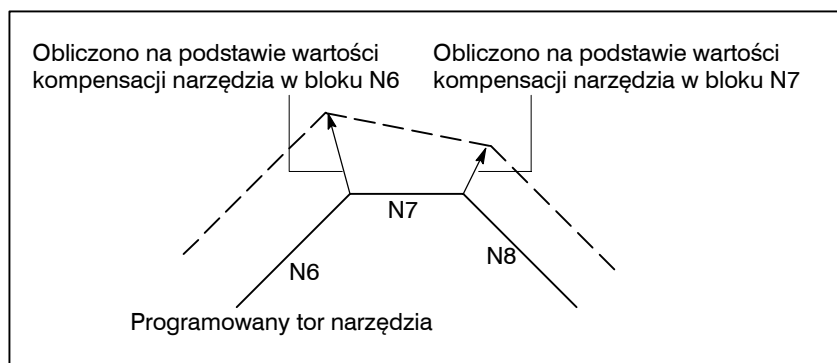 Obliczono na podstawie wartości
kompensacji narzędzia w bloku N6
Obliczono na podstawie wartości
kompensacji narzędzia w bloku N7
N7
N6
N8
Programowany tor narzędzia